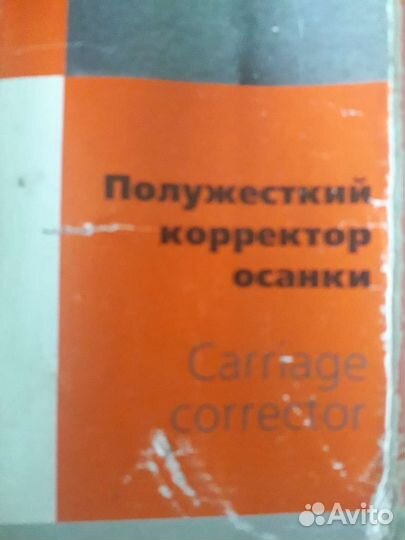 Полужесткий
корректор
осанки
Carriage
corrector
Avito